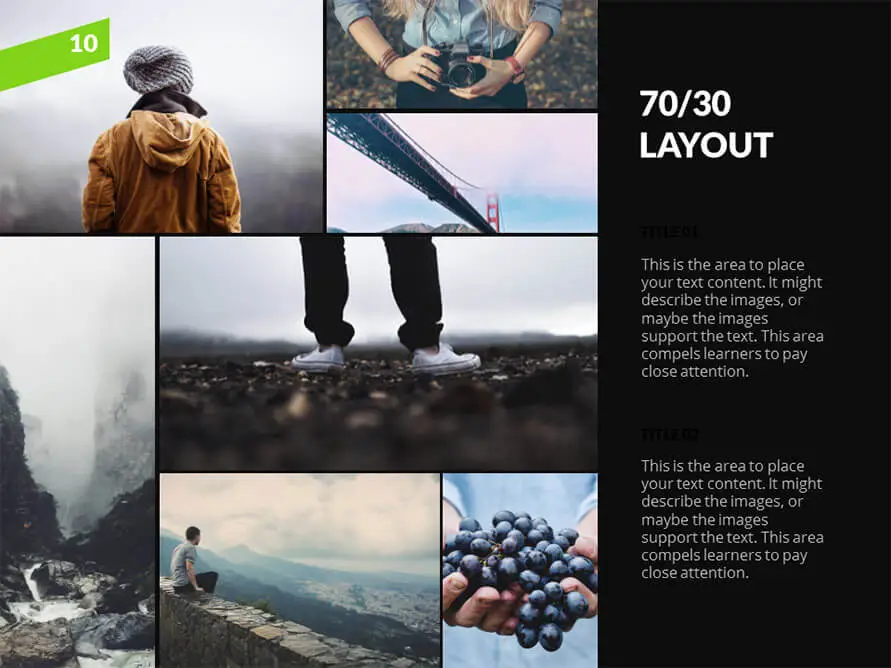 10
70/30
LAYOUT
TITLE 01
This is the area to place
your text content. It might
describe the images, or
maybe the images
support the text. This area
compels learners to pay
close attention.
TITLE 02
This is the area to place
your text content. It might
describe the images, or
maybe the images
support the text. This area
compels learners to pay
close attention.